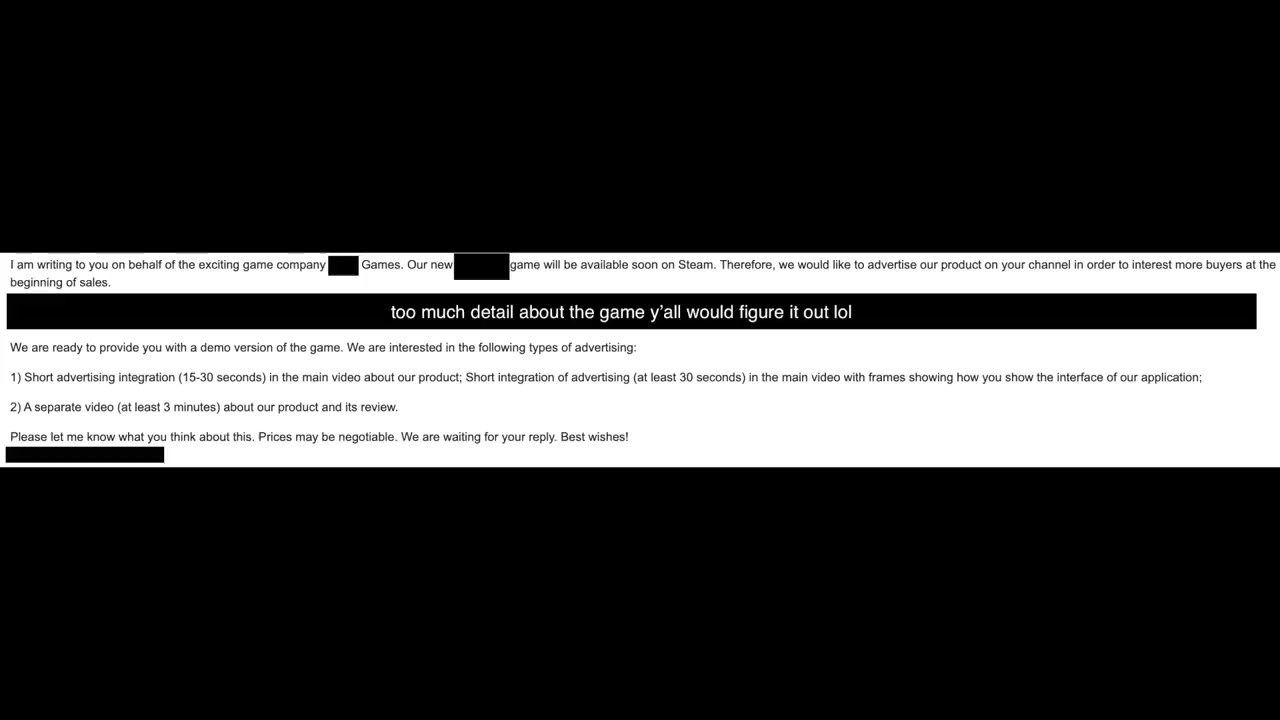 I am writing to you on behalf of the exciting game company Games. Our new game will be available soon on Steam. Therefore, we would like to advertise our product on your channel in order to interest more buyers at the
beginning of sales.
too much detail about the game y’all would figure it out lol
We are ready to provide you with a demo version of the game. We are interested in the following types of advertising:
1) Short advertising integration (15-30 seconds) in the main video about our product; Short integration of advertising (at least 30 seconds) in the main video with frames showing how you show the interface of our application;
2) A separate video (at least 3 minutes) about our product and its review.
Please let me know what you think about this. Prices may be negotiable. We are waiting for your reply. Best wishes!